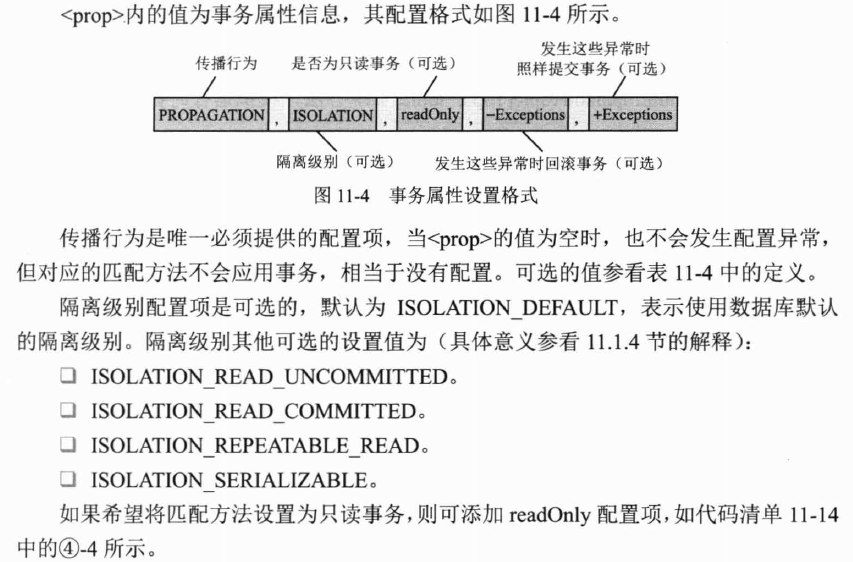 <prop>内的值为事务属性信息，其配置格式如图 11-4 所示。
发生这些异常时
传播行为 是否为只读事务（可选） 照样提交事务（可选）
PROPAGATION , ISOLATION , readOnly , –Exceptions , +Exceptions
隔离级别（可选） 发生这些异常时回滚事务（可选）
图 11-4 事务属性设置格式
传播行为是唯一必须提供的配置项，当<prop>的值为空时，也不会发生配置异常，
但对应的匹配方法不会应用事务，相当于没有配置。可选的值参看表 11-4 中的定义。
隔离级别配置项是可选的，默认为 ISOLATION_DEFAULT，表示使用数据库默认
的隔离级别。隔离级别其他可选的设置值为（具体意义参看 11.1.4 节的解释）：
❑ ISOLATION_READ_UNCOMMITTED。
❑ ISOLATION_READ_COMMITTED。
❑ ISOLATION_REPEATABLE_READ。
❑ ISOLATION_SERIALIZABLE。
如果希望将匹配方法设置为只读事务，则可添加 readOnly 配置项，如代码清单 11-14
中的④-4 所示。